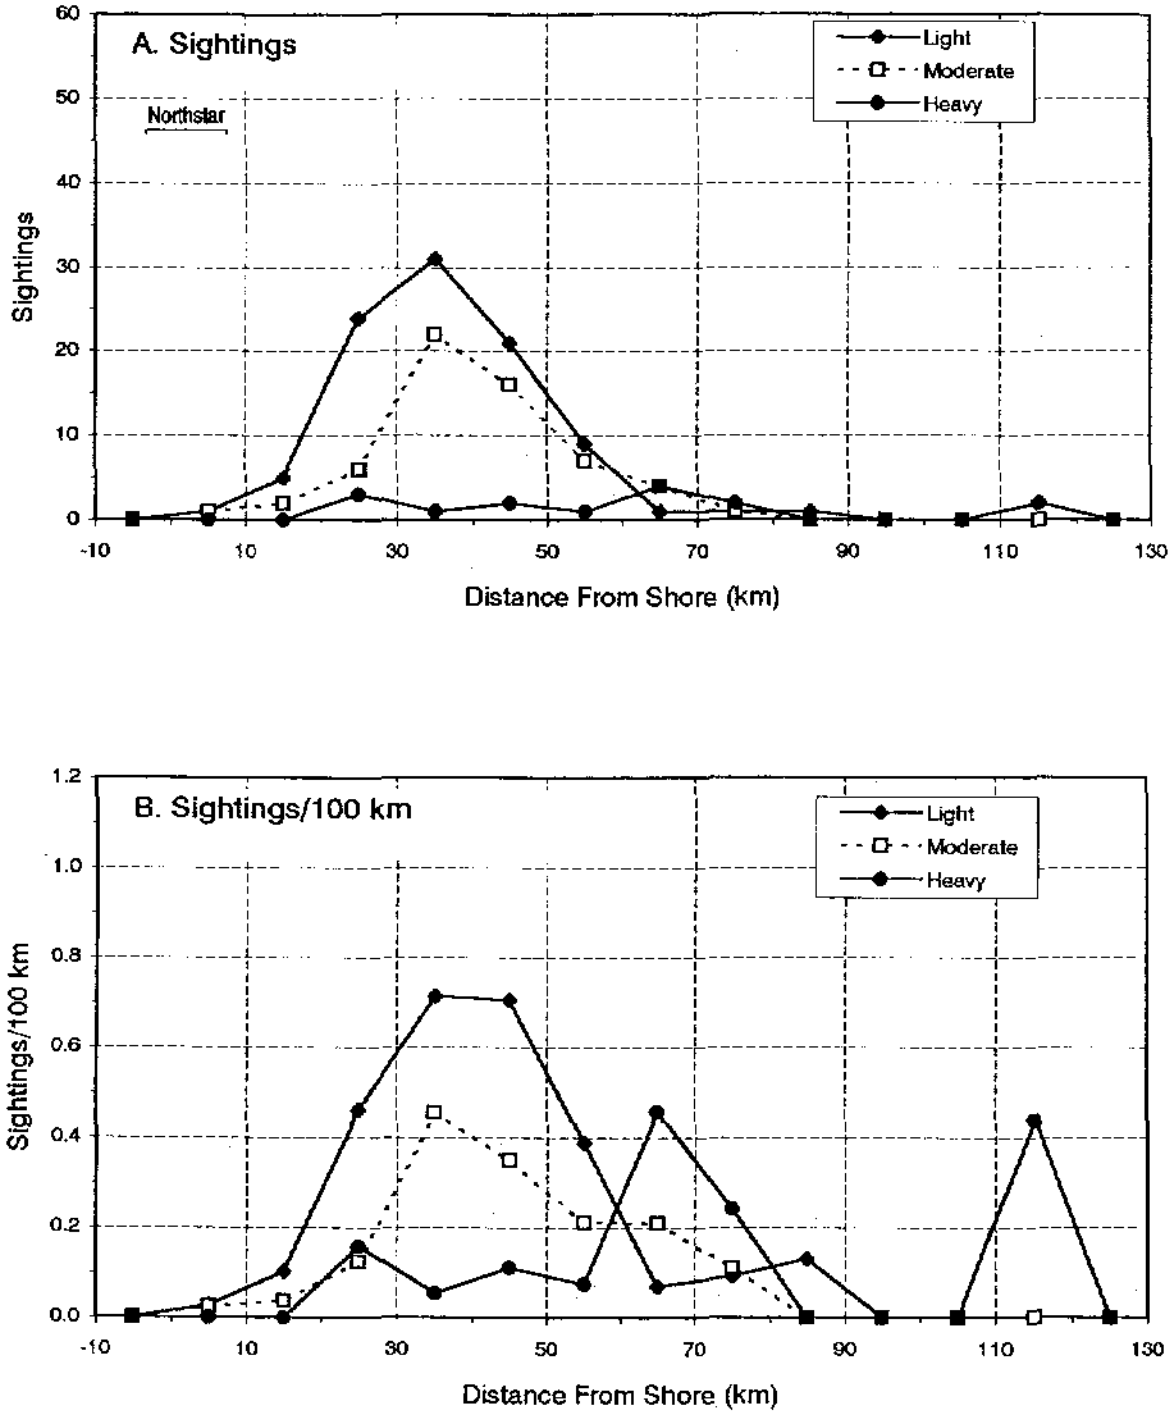 A. Sightings
Light
Moderate
Heavy
Northstar
60
50
40
30
20
10
0
Sightings
-10 10 30 50 70 90 110 130
Distance From Shore (km)
B. Sightings/100 km
Light
Moderate
Heavy
1.2
1.0
0.8
0.6
0.4
0.2
0.0
Sightings/100 km
-10 10 30 50 70 90 110 130
Distance From Shore (km)